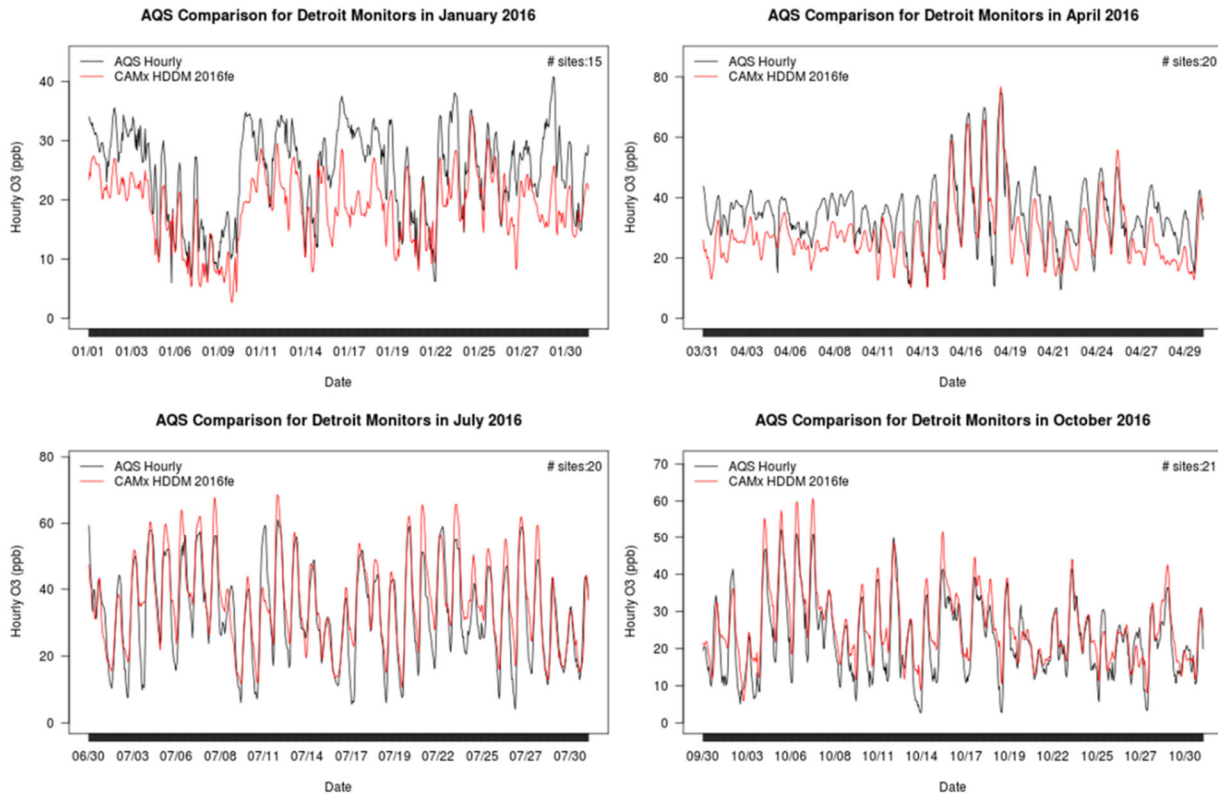 AQS Comparison for Detroit Monitors in January 2016
AQS Hourly
CAMx HDDM 2016fe
# sites:15
Hourly O3 (ppb)
40
30
20
10
0
01/01 01/03 01/06 01/09 01/11 01/14 01/17 01/19 01/22 01/25 01/27 01/30
Date
AQS Comparison for Detroit Monitors in April 2016
AQS Hourly
CAMx HDDM 2016fe
# sites:20
Hourly O3 (ppb)
80
60
40
20
0
03/31 04/03 04/06 04/08 04/11 04/13 04/16 04/19 04/21 04/24 04/27 04/29
Date
AQS Comparison for Detroit Monitors in July 2016
AQS Hourly
CAMx HDDM 2016fe
# sites:20
Hourly O3 (ppb)
80
60
40
20
0
06/30 07/03 07/06 07/08 07/11 07/14 07/17 07/19 07/22 07/25 07/27 07/30
Date
AQS Comparison for Detroit Monitors in October 2016
AQS Hourly
CAMx HDDM 2016fe
# sites:21
Hourly O3 (ppb)
70
60
50
40
30
20
10
0
09/30 10/03 10/06 10/08 10/11 10/14 10/17 10/19 10/22 10/25 10/27 10/30
Date